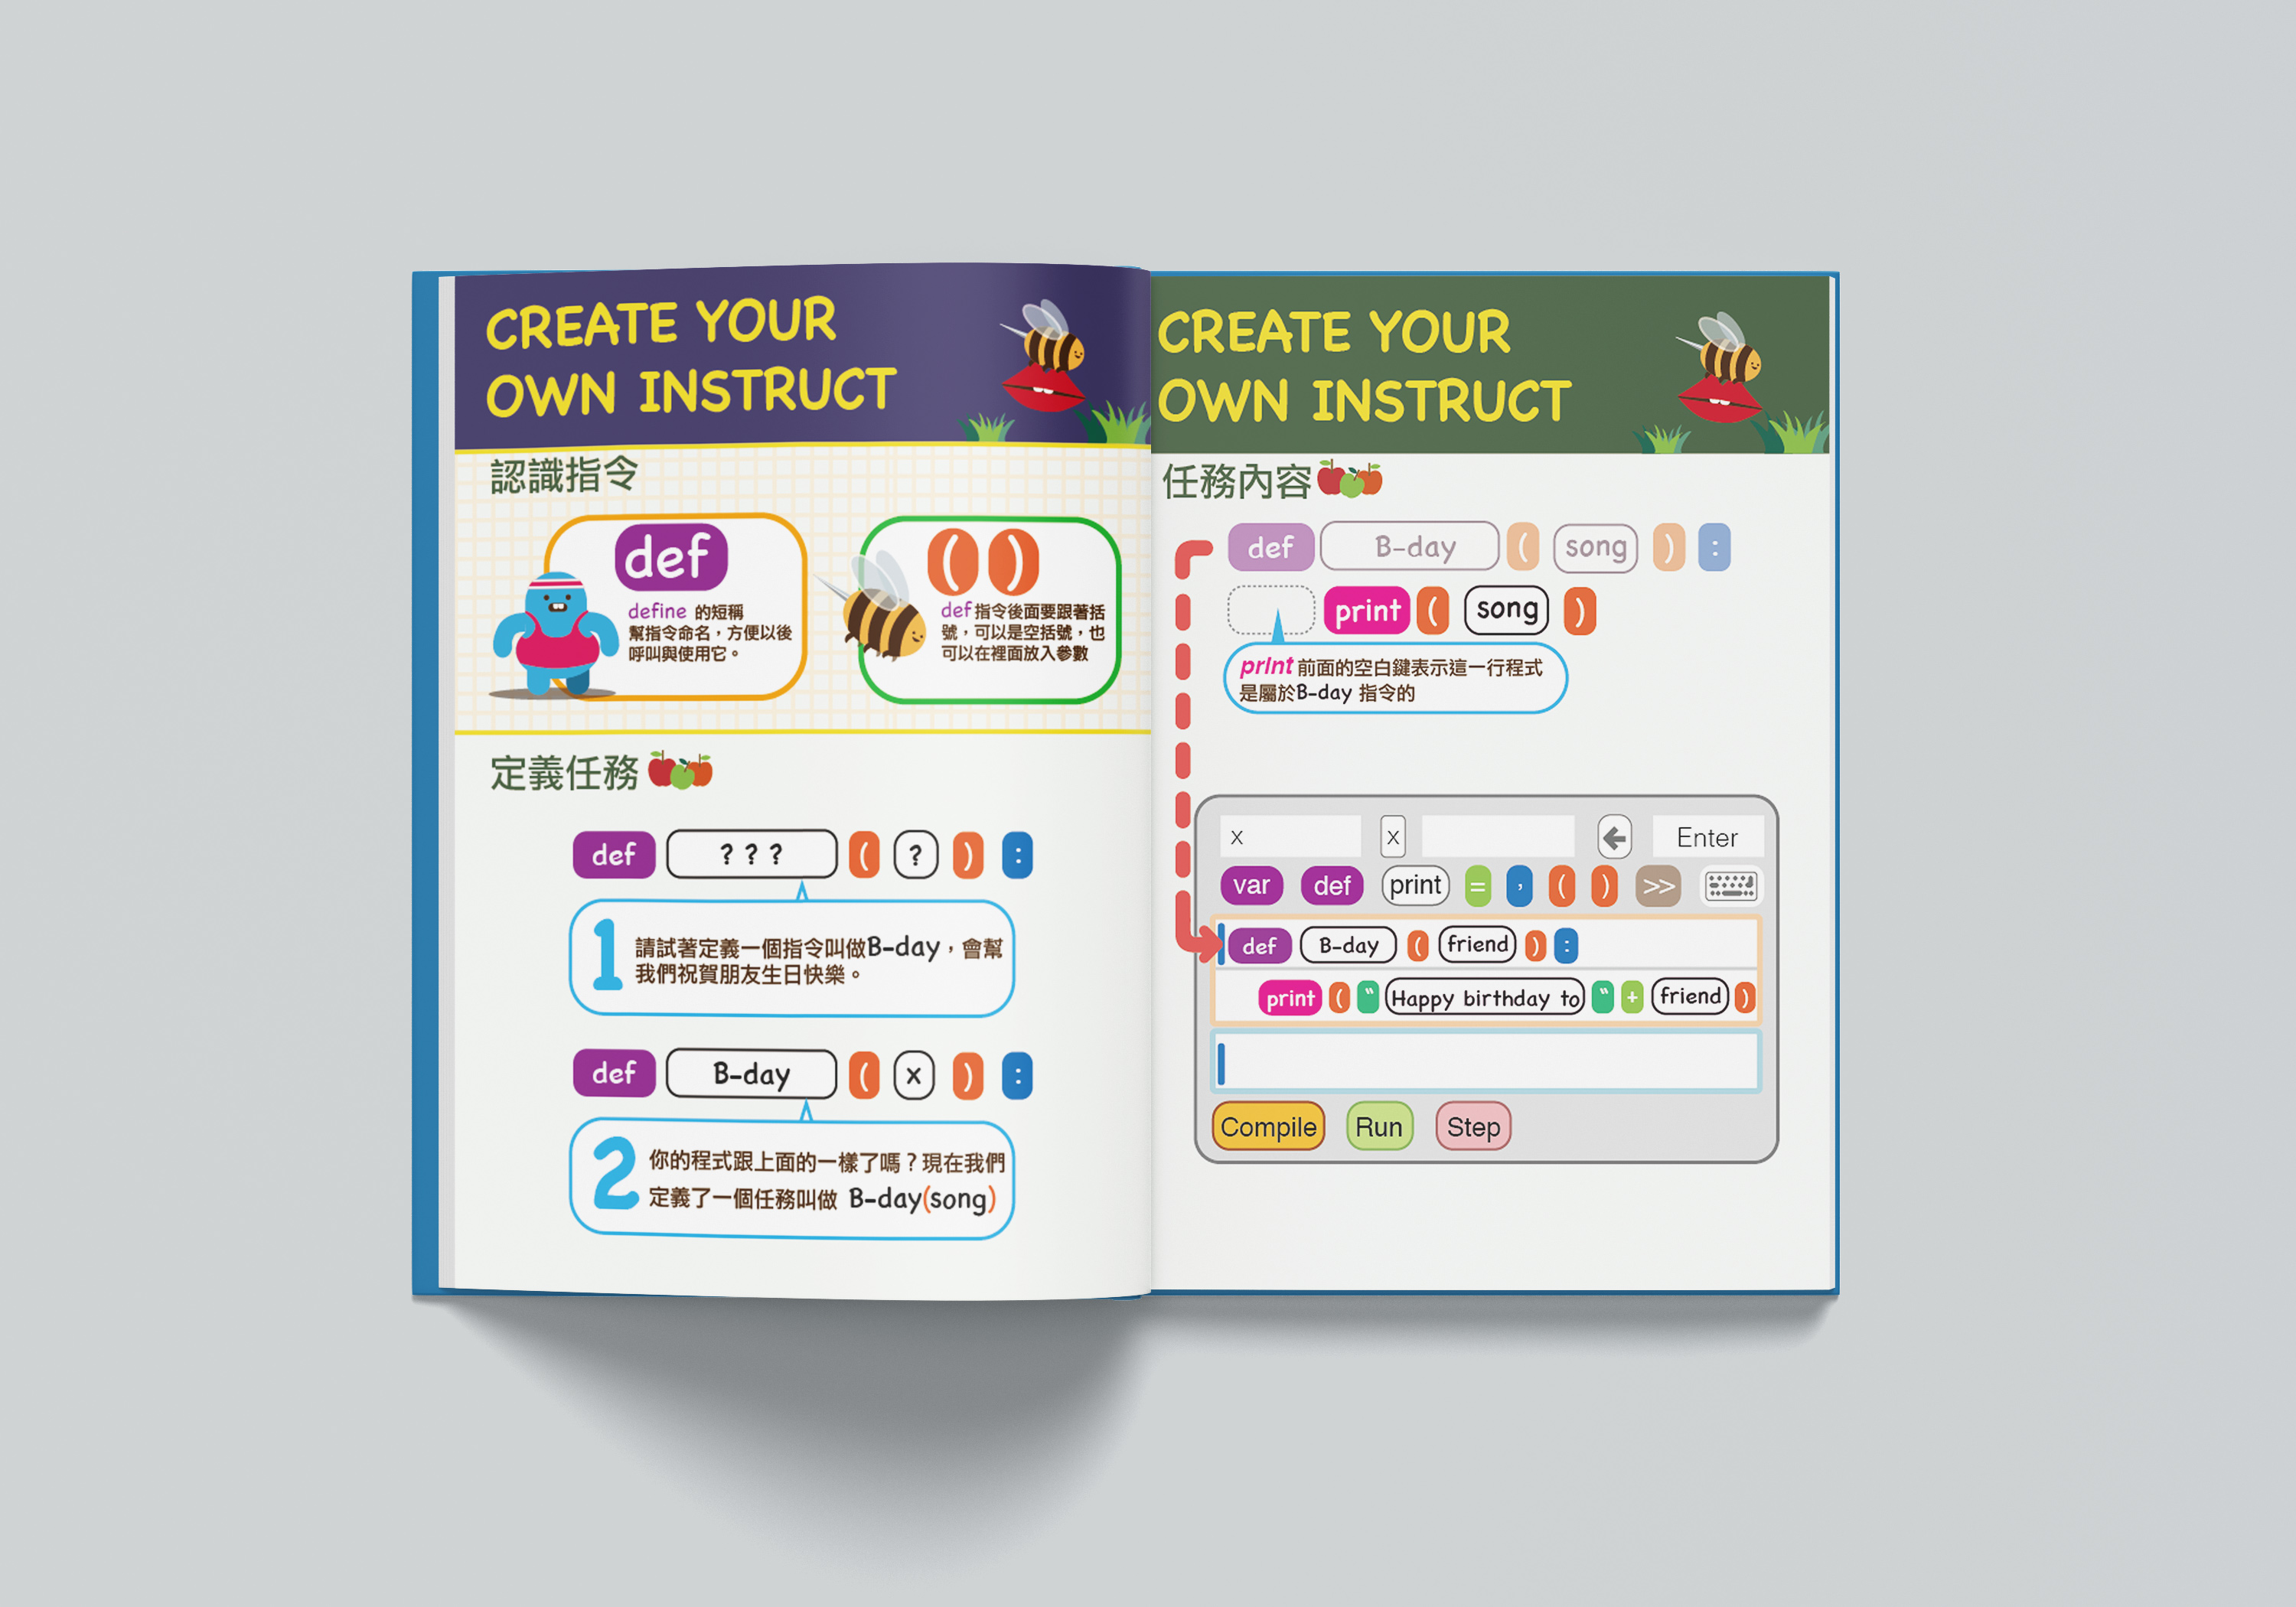 CREATE YOUR
OWN INSTRUCT
認識指令
def
define 的短稱
幫指令命名，方便以後
呼叫與使用它。
( )
def 指令後面要跟著括
號，可以是空括號，也
可以在裡面放入參數
定義任務
def ? ? ? ( ? ) :
1
請試著定義一個指令叫做B-day，會幫
我們祝賀朋友生日快樂。
def B-day ( x ) :
2
你的程式跟上面的一樣了嗎？現在我們
定義了一個任務叫做 B-day(song)
CREATE YOUR
OWN INSTRUCT
任務內容
def B-day ( song ) :
print ( song )
print 前面的空白鍵表示這一行程式
是屬於B-day 指令的
x x Enter
var def print = , ( ) >>
def B-day ( friend ) :
print ( “ Happy birthday to “ + friend )
Compile Run Step